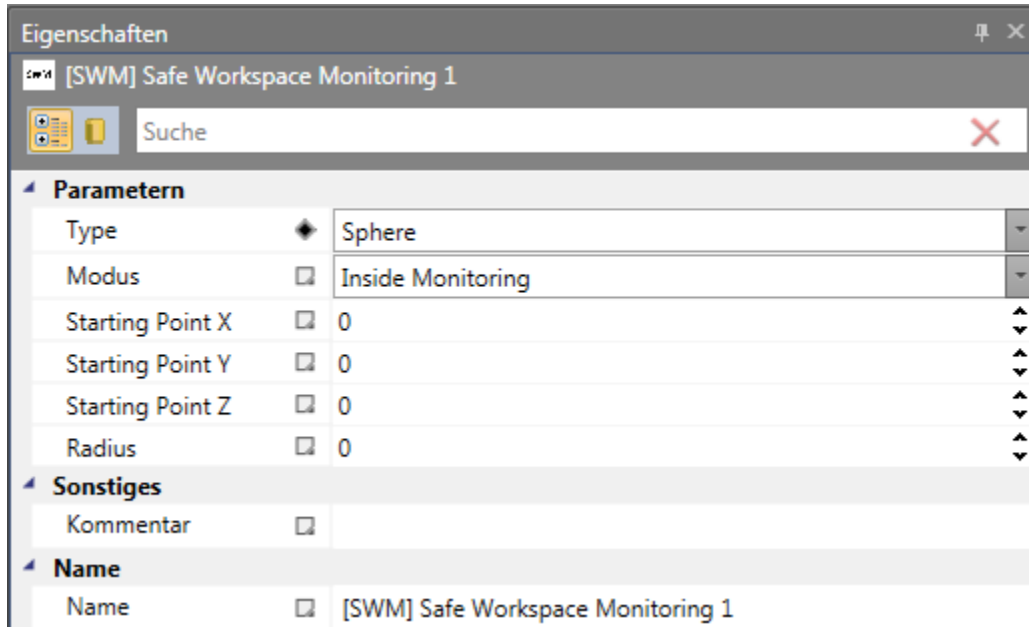 Eigenschaften
SWM [SWM] Safe Workspace Monitoring 1
Suche
Parametern
Type Sphere
Modus Inside Monitoring
Starting Point X 0
Starting Point Y 0
Starting Point Z 0
Radius 0
Sonstiges
Kommentar
Name
Name [SWM] Safe Workspace Monitoring 1